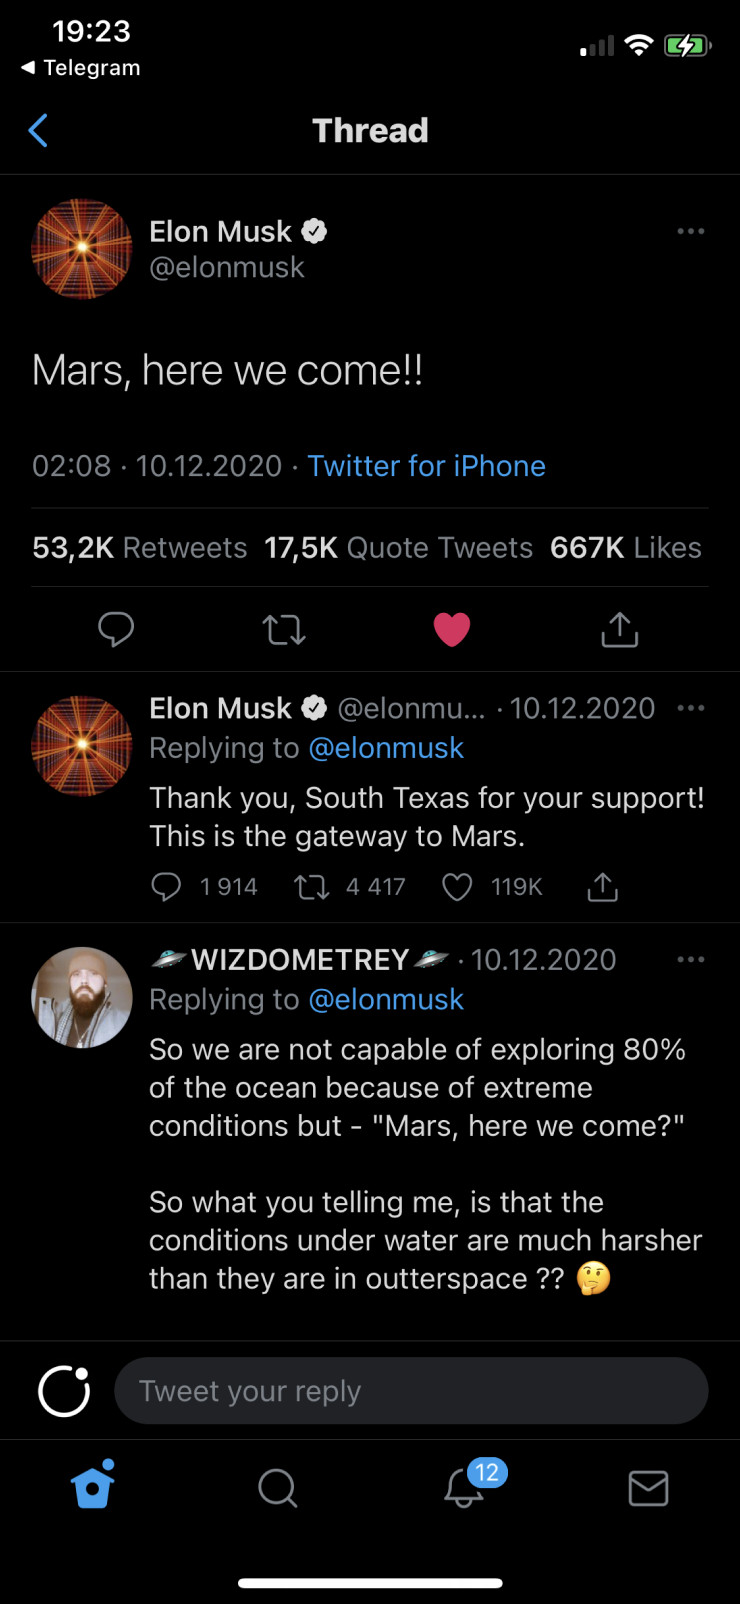 19:23
◀ Telegram
Thread
Elon Musk
@elonmusk
Mars, here we come!!
02:08 · 10.12.2020 · Twitter for iPhone
53,2K Retweets 17,5K Quote Tweets 667K Likes
Elon Musk @elonmu... · 10.12.2020
Replying to @elonmusk
Thank you, South Texas for your support!
This is the gateway to Mars.
1 914 4 417 119K
🛸WIZDOMETREY🛸 · 10.12.2020
Replying to @elonmusk
So we are not capable of exploring 80%
of the ocean because of extreme
conditions but - "Mars, here we come?"
So what you telling me, is that the
conditions under water are much harsher
than they are in outterspace ?? 🤔
Tweet your reply
12